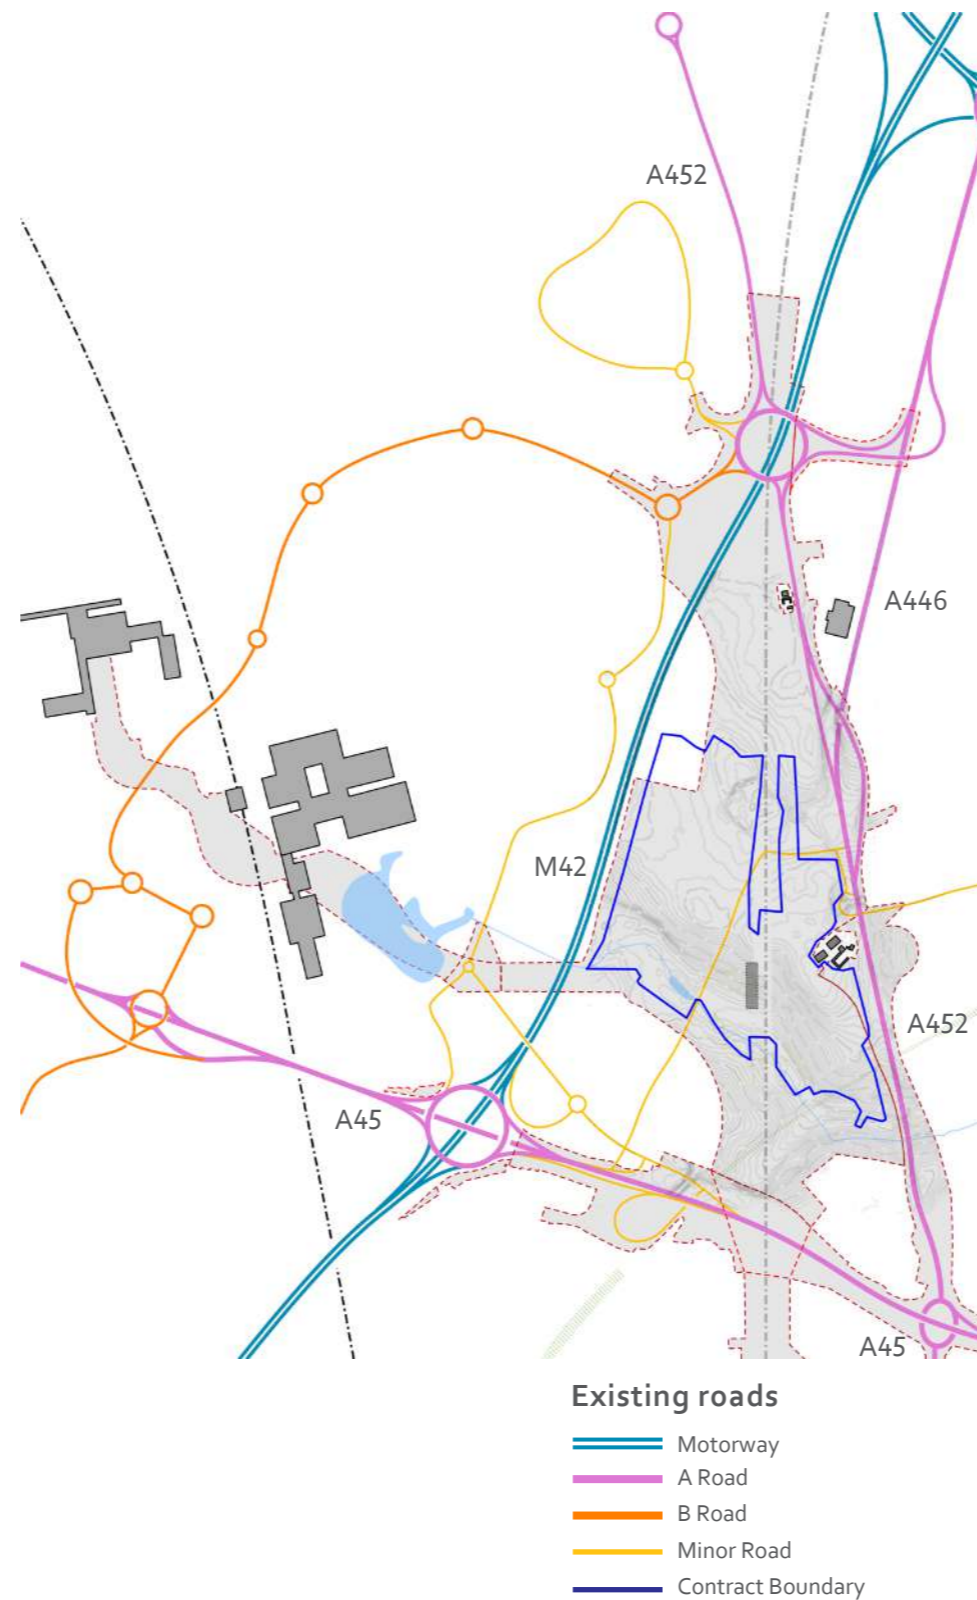 A452
A446
M42
A452
A45
A45
Existing roads
Motorway
A Road
B Road
Minor Road
Contract Boundary